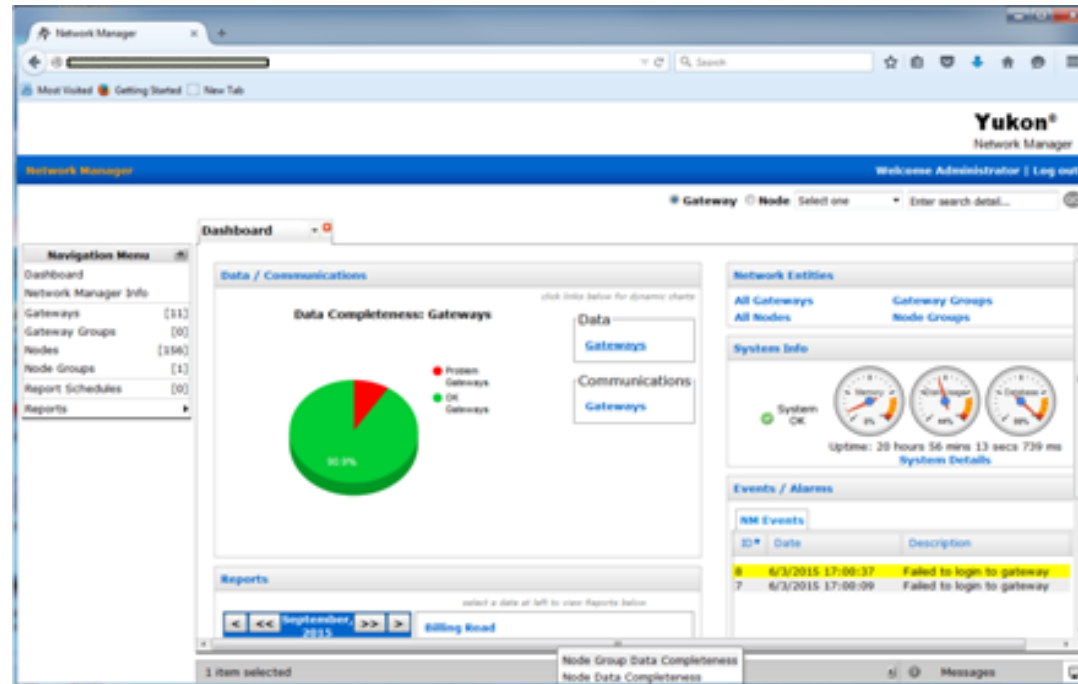 Network Manager
Search
Most Visited Getting Started New Tab
Yukon®
Network Manager
Network Manager
Welcome Administrator | Log out
Gateway Node Select one Enter search detail...
Dashboard
Navigation Menu
Dashboard
Network Manager Info
Gateways [11]
Gateway Groups [0]
Nodes [156]
Node Groups [1]
Report Schedules [0]
Reports
Data / Communications
click links below for dynamic charts
Data Completeness: Gateways
Problem Gateways
OK Gateways
90.9%
Data
Gateways
Communications
Gateways
Reports
select a date at left to view Reports below
< << September, 2015 >> >
Billing Read
Network Entities
All Gateways Gateway Groups
All Nodes Node Groups
System Info
System OK
Memory
Database
Uptime: 20 hours 56 mins 13 secs 739 ms
System Details
Events / Alarms
NM Events
ID Date Description
8 6/3/2015 17:00:37 Failed to login to gateway
7 6/3/2015 17:00:09 Failed to login to gateway
1 item selected
Node Group Data Completeness
Node Data Completeness
Messages